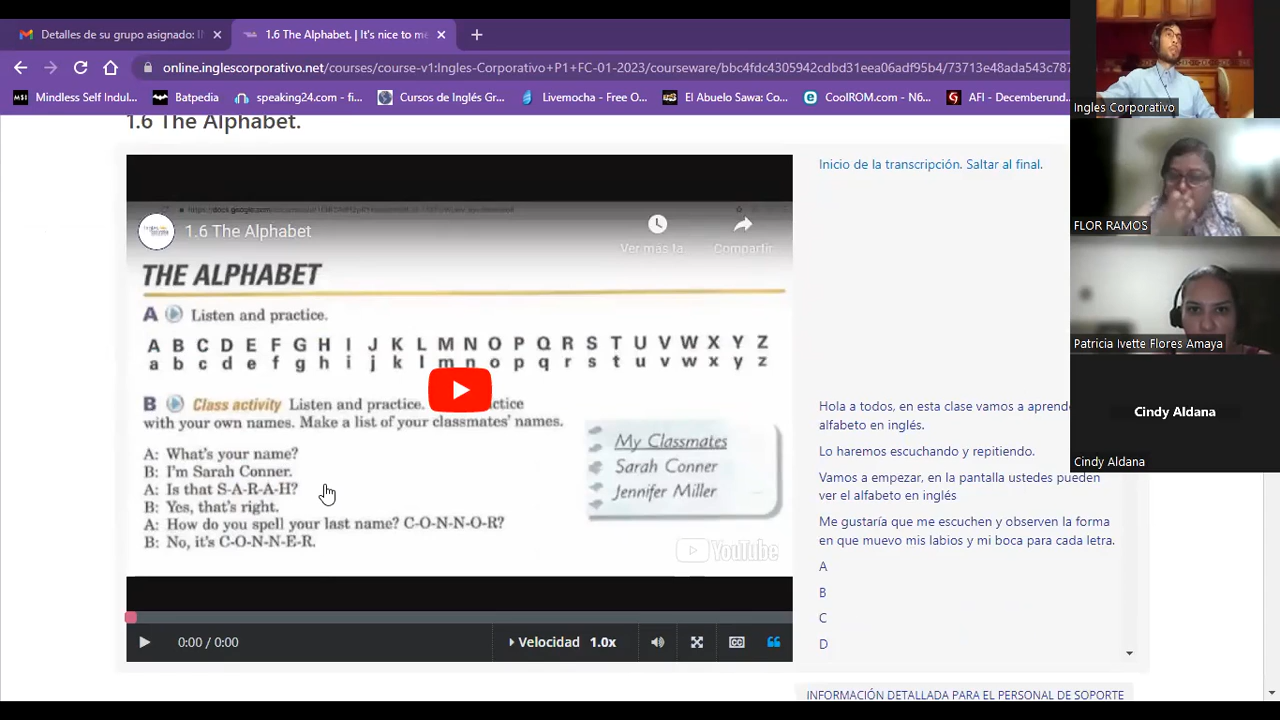 Detalles de su grupo asignado: I
1.6 The Alphabet. | It's nice to me
online.inglescorporativo.net/courses/course-v1:Ingles-Corporativo+P1+FC-01-2023/courseware/bbc4fdc4305942cdbd31eea06adf95b4/73713e48ada543c787
Mindless Self Indul...
Batpedia
speaking24.com - fi...
Cursos de Inglés Gr...
Livemocha - Free O...
El Abuelo Sawa: Co...
CoolROM.com - N6...
AFI - Decemberund...
1.6 The Alphabet.
1.6 The Alphabet
Ver más ta
Compartir
THE ALPHABET
A Listen and practice.
A B C D E F G H I J K L M N O P Q R S T U V W X Y Z
a b c d e f g h i j k l m n o p q r s t u v w x y z
B Class activity Listen and practice.
with your own names. Make a list of your classmates' names.
A: What's your name?
B: I'm Sarah Conner.
A: Is that S-A-R-A-H?
B: Yes, that's right.
A: How do you spell your last name? C-O-N-N-O-R?
B: No, it's C-O-N-N-E-R.
My Classmates
Sarah Conner
Jennifer Miller
YouTube
0:00 / 0:00
Velocidad 1.0x
Inicio de la transcripción. Saltar al final.
Hola a todos, en esta clase vamos a aprende
alfabeto en inglés.
Lo haremos escuchando y repitiendo.
Vamos a empezar, en la pantalla ustedes pueden
ver el alfabeto en inglés
Me gustaría que me escuchen y observen la forma
en que muevo mis labios y mi boca para cada letra.
A
B
C
D
INFORMACIÓN DETALLADA PARA EL PERSONAL DE SOPORTE
Ingles Corporativo
FLOR RAMOS
Patricia Ivette Flores Amaya
Cindy Aldana
Cindy Aldana